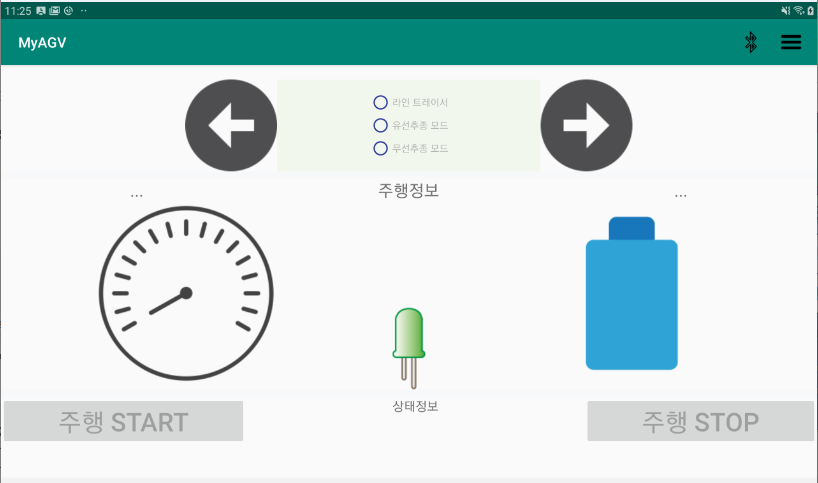 11:25
MyAGV
라인 트레이서
유선추종 모드
무선추종 모드
... 주행정보 ...
상태정보
주행 START 주행 STOP